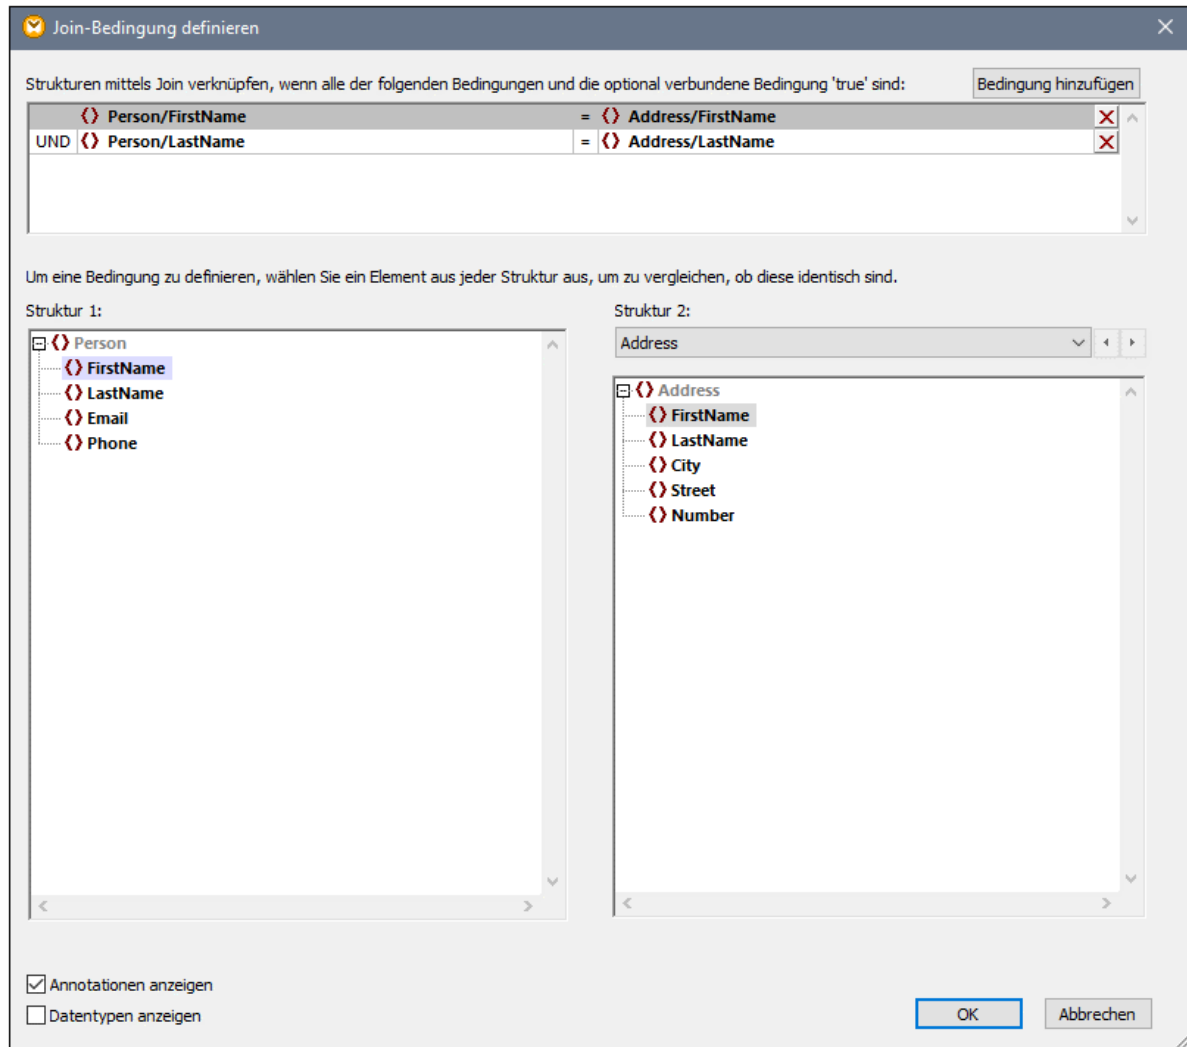 Join-Bedingung definieren
Strukturen mittels Join verknüpfen, wenn alle der folgenden Bedingungen und die optional verbundene Bedingung 'true' sind:
Bedingung hinzufügen
Person/FirstName = Address/FirstName
UND Person/LastName = Address/LastName
Um eine Bedingung zu definieren, wählen Sie ein Element aus jeder Struktur aus, um zu vergleichen, ob diese identisch sind.
Struktur 1:
Person
FirstName
LastName
Email
Phone
Struktur 2:
Address
Address
FirstName
LastName
City
Street
Number
Annotationen anzeigen
Datentypen anzeigen
OK
Abbrechen